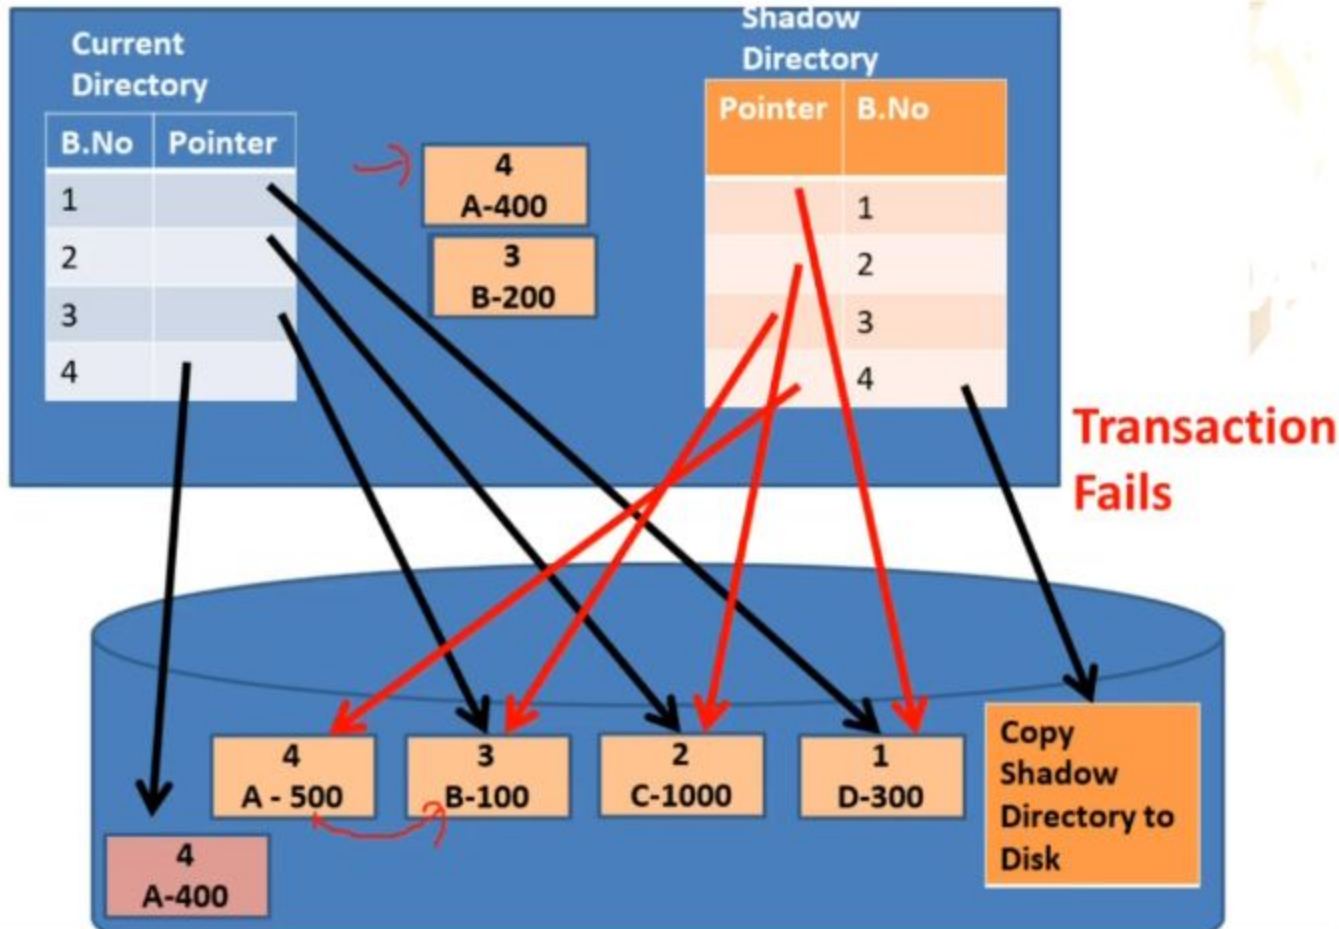 Current
Directory
B.No Pointer
1
2
3
4
4
A-400
3
B-200
Shadow
Directory
Pointer B.No
1
2
3
4
Transaction
Fails
4
A - 500
3
B-100
2
C-1000
1
D-300
Copy
Shadow
Directory to
Disk
4
A-400